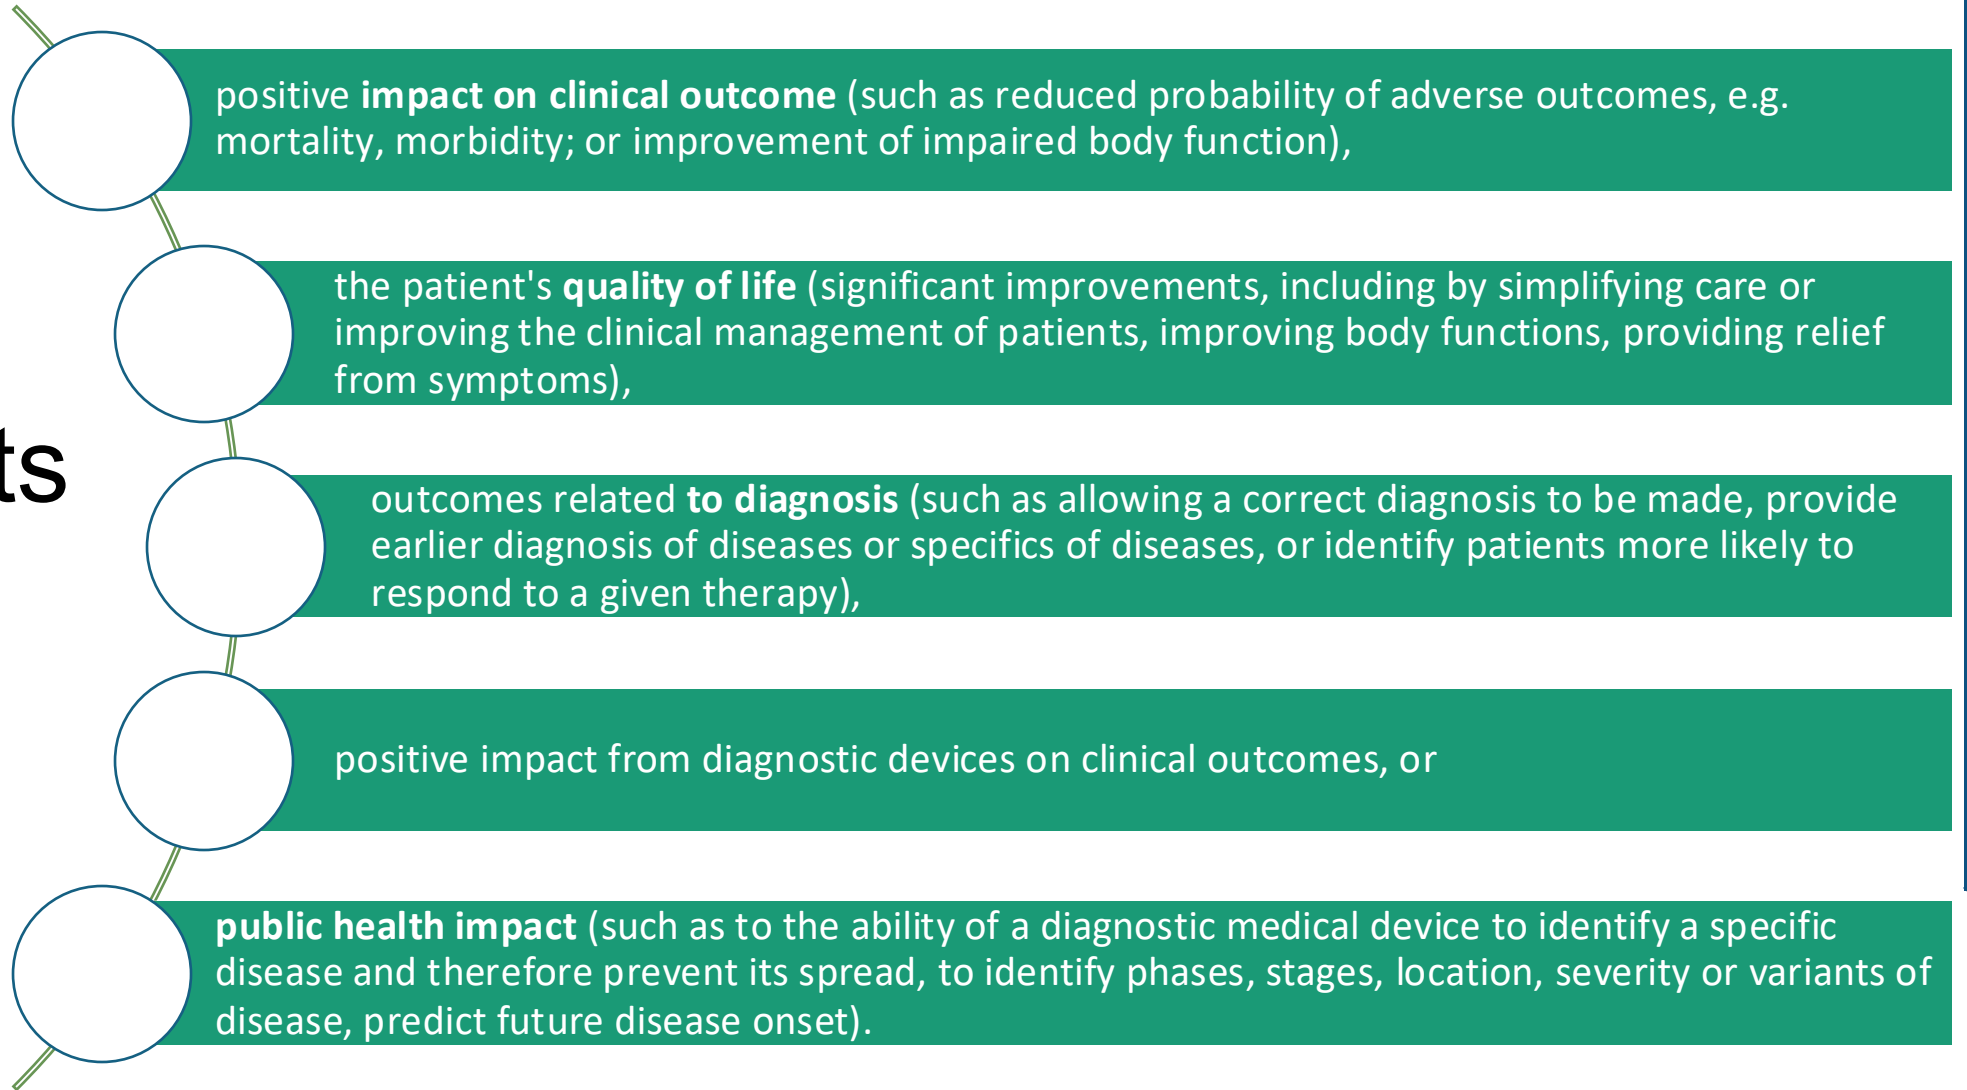 positive impact on clinical outcome (such as reduced probability of adverse outcomes, e.g.
mortality, morbidity; or improvement of impaired body function),
the patient's quality of life (significant improvements, including by simplifying care or
improving the clinical management of patients, improving body functions, providing relief
from symptoms),
ts
outcomes related to diagnosis (such as allowing a correct diagnosis to be made, provide
earlier diagnosis of diseases or specifics of diseases, or identify patients more likely to
respond to a given therapy),
positive impact from diagnostic devices on clinical outcomes, or
public health impact (such as to the ability of a diagnostic medical device to identify a specific
disease and therefore prevent its spread, to identify phases, stages, location, severity or variants of
disease, predict future disease onset).